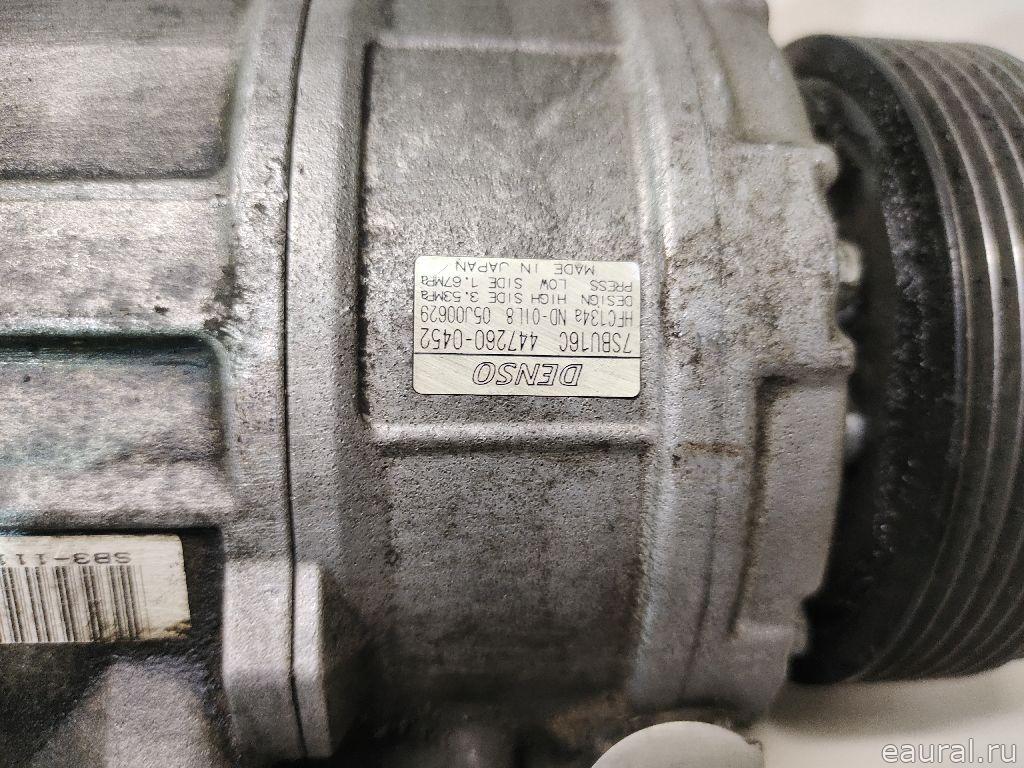 DENSO
7SBU16C 447260-0452
HFC134a ND-OIL8 05J00629
DESIGN HIGH SIDE 3.53MPa
PRESS LOW SIDE 1.67MPa
MADE IN JAPAN
SB3-111
eaural.ru